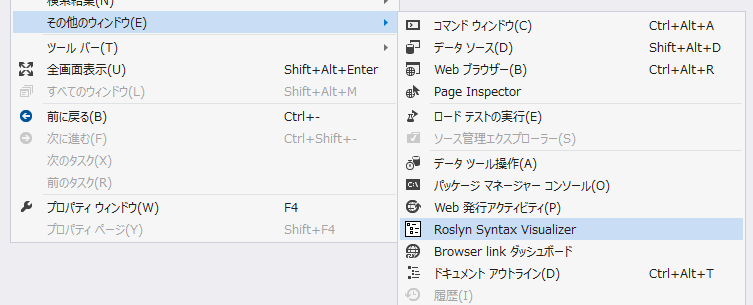 検索結果(N)
その他のウィンドウ(E)
ツール バー(T)
全画面表示(U) Shift+Alt+Enter
すべてのウィンドウ(L) Shift+Alt+M
前に戻る(B) Ctrl+-
次に進む(F) Ctrl+Shift+-
次のタスク(X)
前のタスク(R)
プロパティ ウィンドウ(W) F4
プロパティ ページ(Y) Shift+F4
コマンド ウィンドウ(C) Ctrl+Alt+A
データ ソース(D) Shift+Alt+D
Web ブラウザー(B) Ctrl+Alt+R
Page Inspector
ロード テストの実行(E)
ソース管理エクスプローラー(S)
データ ツール操作(A)
パッケージ マネージャー コンソール(O)
Web 発行アクティビティ(P)
Roslyn Syntax Visualizer
Browser link ダッシュボード
ドキュメント アウトライン(D) Ctrl+Alt+T
履歴(I)